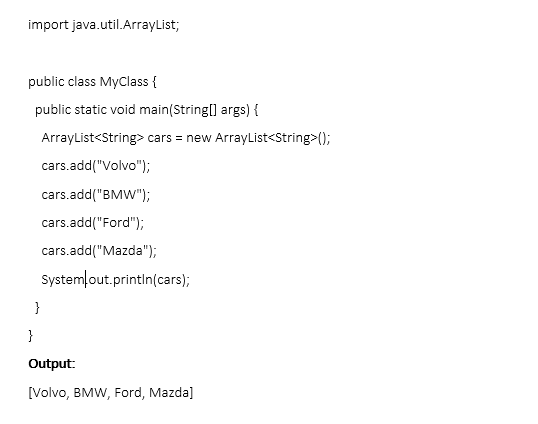 import java.util.ArrayList;
public class MyClass {
public static void main(String[] args) {
ArrayList<String> cars = new ArrayList<String>();
cars.add("Volvo");
cars.add("BMW");
cars.add("Ford");
cars.add("Mazda");
System.out.println(cars);
}
}
Output:
[Volvo, BMW, Ford, Mazda]